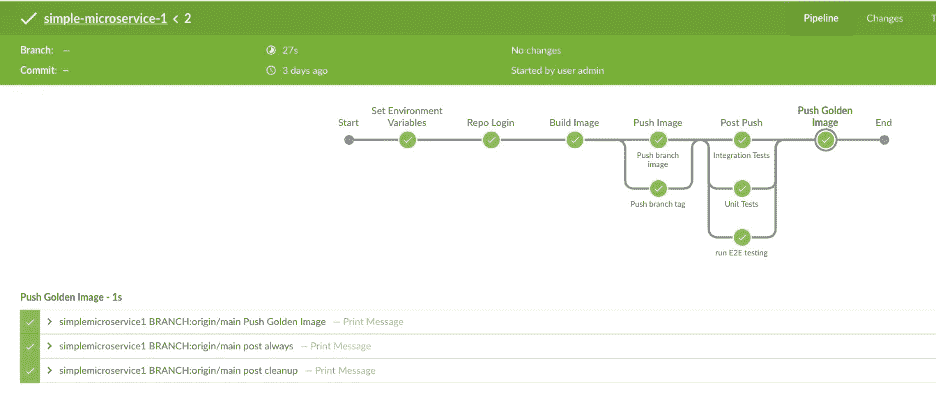 simple-microservice-1 < 2
Pipeline
Changes
T
Branch: —
27s
No changes
Commit: —
3 days ago
Started by user admin
Start
Set Environment
Variables
Repo Login
Build Image
Push Image
Post Push
Push Golden
Image
End
Push branch
image
Integration Tests
Push branch tag
Unit Tests
run E2E testing
Push Golden Image - 1s
simplemicroservice1 BRANCH:origin/main Push Golden Image — Print Message
simplemicroservice1 BRANCH:origin/main post always — Print Message
simplemicroservice1 BRANCH:origin/main post cleanup — Print Message